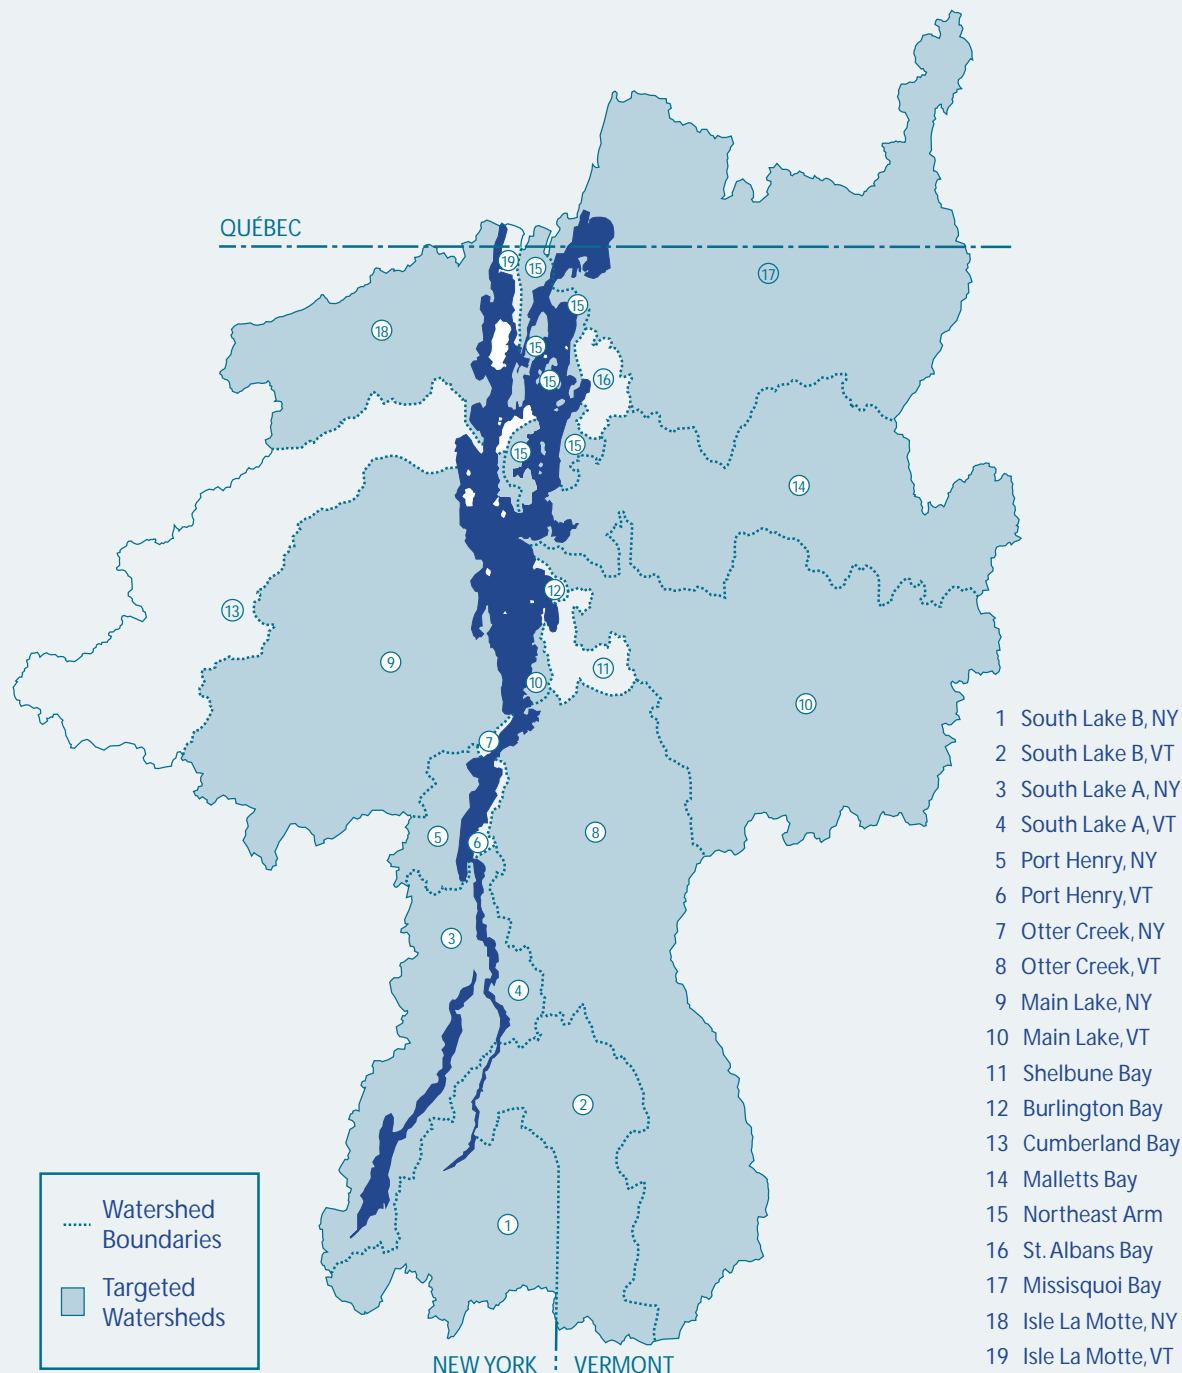 QUÉBEC
19
15
17
15
18
15
15
16
15
15
14
12
13
9
11
10
10
7
5
6
8
3
4
2
1
1 South Lake B, NY
2 South Lake B, VT
3 South Lake A, NY
4 South Lake A, VT
5 Port Henry, NY
6 Port Henry, VT
7 Otter Creek, NY
8 Otter Creek, VT
9 Main Lake, NY
10 Main Lake, VT
11 Shelbune Bay
12 Burlington Bay
13 Cumberland Bay
14 Malletts Bay
15 Northeast Arm
16 St. Albans Bay
17 Missisquoi Bay
18 Isle La Motte, NY
19 Isle La Motte, VT
Watershed
Boundaries
Targeted
Watersheds
NEW YORK VERMONT